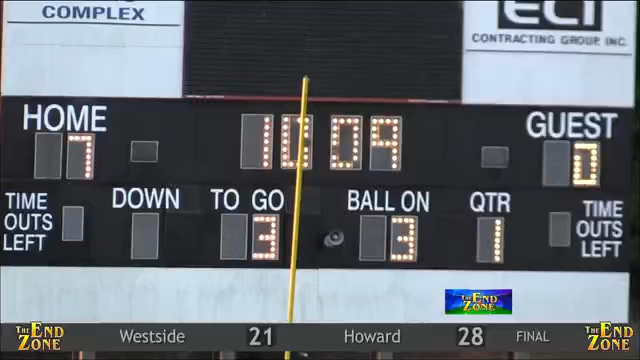 COMPLEX
ECI
CONTRACTING GROUP, INC.
HOME
7
10 09
GUEST
0
TIME OUTS LEFT
DOWN
TO GO
3
BALL ON
3
QTR
1
TIME OUTS LEFT
THE END ZONE
THE END ZONE
Westside 21 Howard 28 FINAL
THE END ZONE